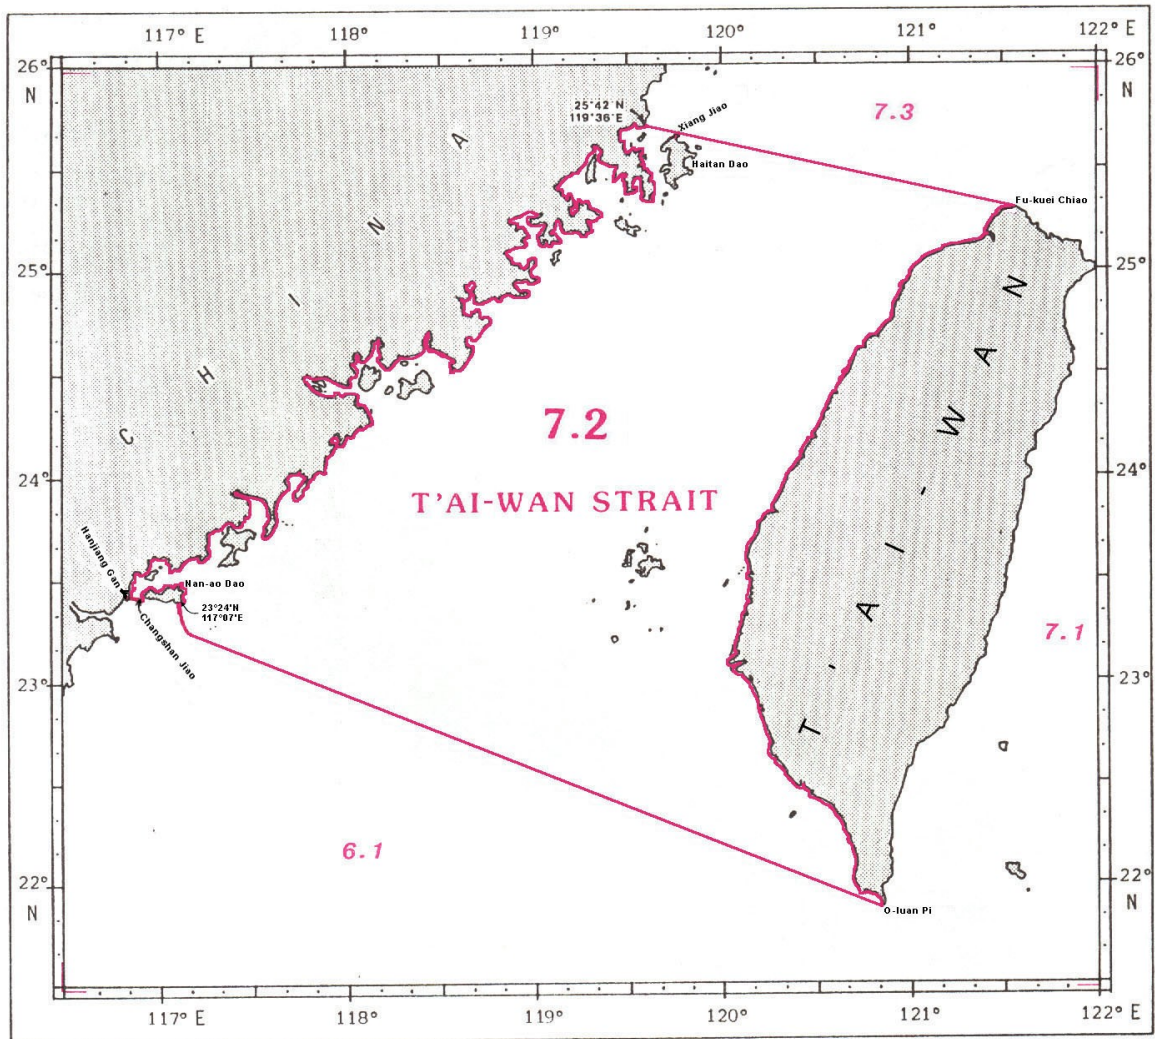 117° E
118°
119°
120°
121°
122° E
26°
N
26°
N
25°42'N
119°36'E
Xiang Jiao
7.3
Haitan Dao
Fu-kuei Chiao
25°
25°
CHINA
T'AI-WAN
7.2
T'AI-WAN STRAIT
24°
24°
Hanjiang Gan
Nan-ao Dao
23°24'N
117°07'E
Changshan Jiao
7.1
23°
23°
6.1
22°
N
22°
N
O-luan Pi
117° E
118°
119°
120°
121°
122° E